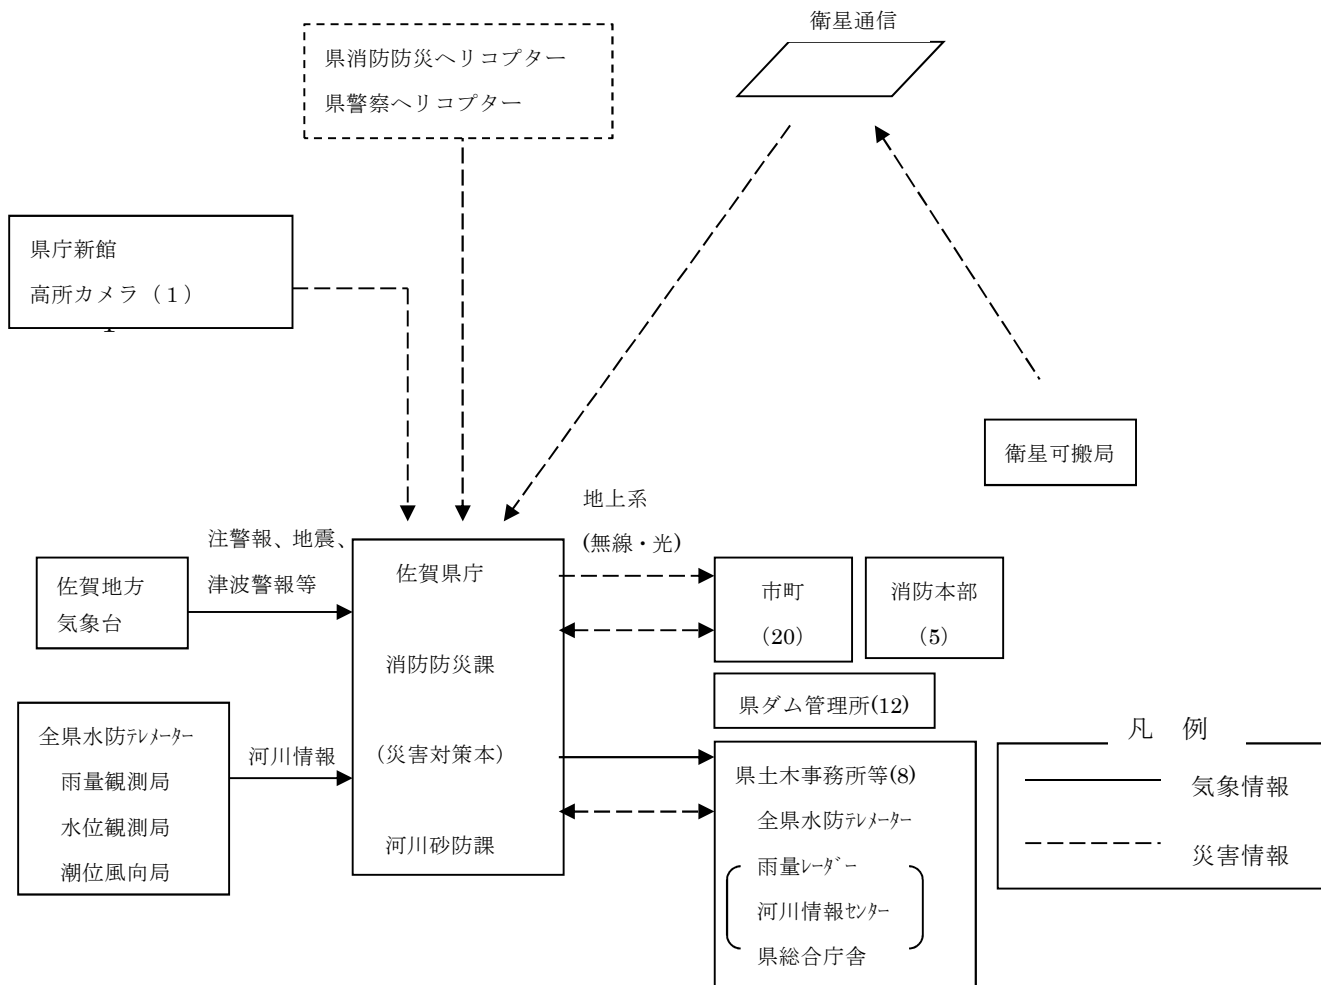 衛星通信
県消防防災ヘリコプター
県警察ヘリコプター
県庁新館
高所カメラ（１）
衛星可搬局
地上系
(無線・光)
注警報、地震、
津波警報等
佐賀地方
気象台
佐賀県庁
消防防災課
(災害対策本)
河川砂防課
市町
(20)
消防本部
(5)
県ダム管理所(12)
全県水防ﾃﾚﾒｰﾀｰ
雨量観測局
水位観測局
潮位風向局
河川情報
県土木事務所等(8)
全県水防ﾃﾚﾒｰﾀｰ
雨量ﾚｰﾀﾞｰ
河川情報ｾﾝﾀｰ
県総合庁舎
凡　例
気象情報
災害情報